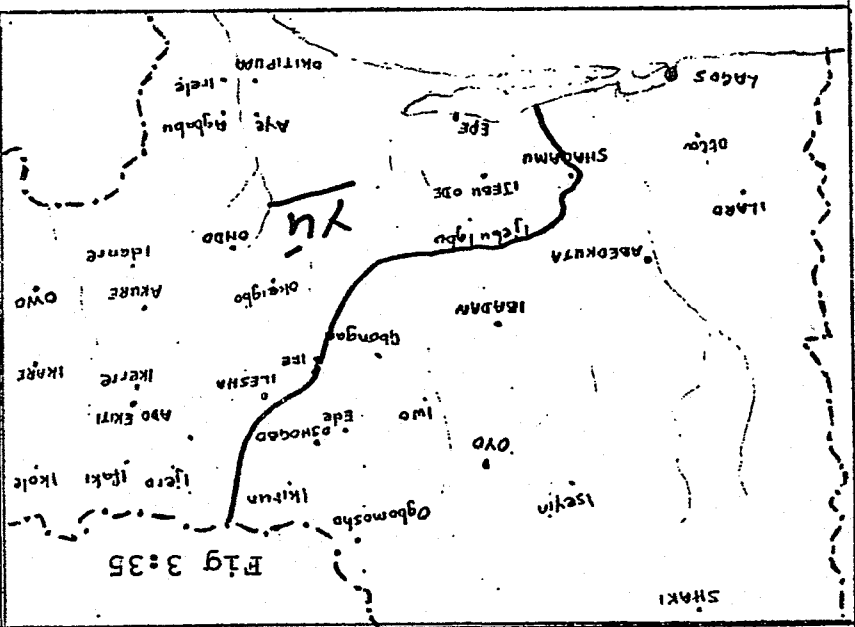 SHAKI
Fig 3:35
Iseyin
Ogbomosho
Ikirun
Ijero
Ifaki
Ikole
OYO
OSHOGBO
Ede
IWO
ADO EKITI
ILESHA
Ikerre
IKARE
IFE
Gbongan
IBADAN
Okeigbo
AKURE
OWO
ABEOKUTA
Idanre
Ijebu Igbo
ONDO
ILARO
IJEBU ODE
SHAGAMU
EPE
Aye
Agbabu
LAGOS
Irele
OKITIPUPA